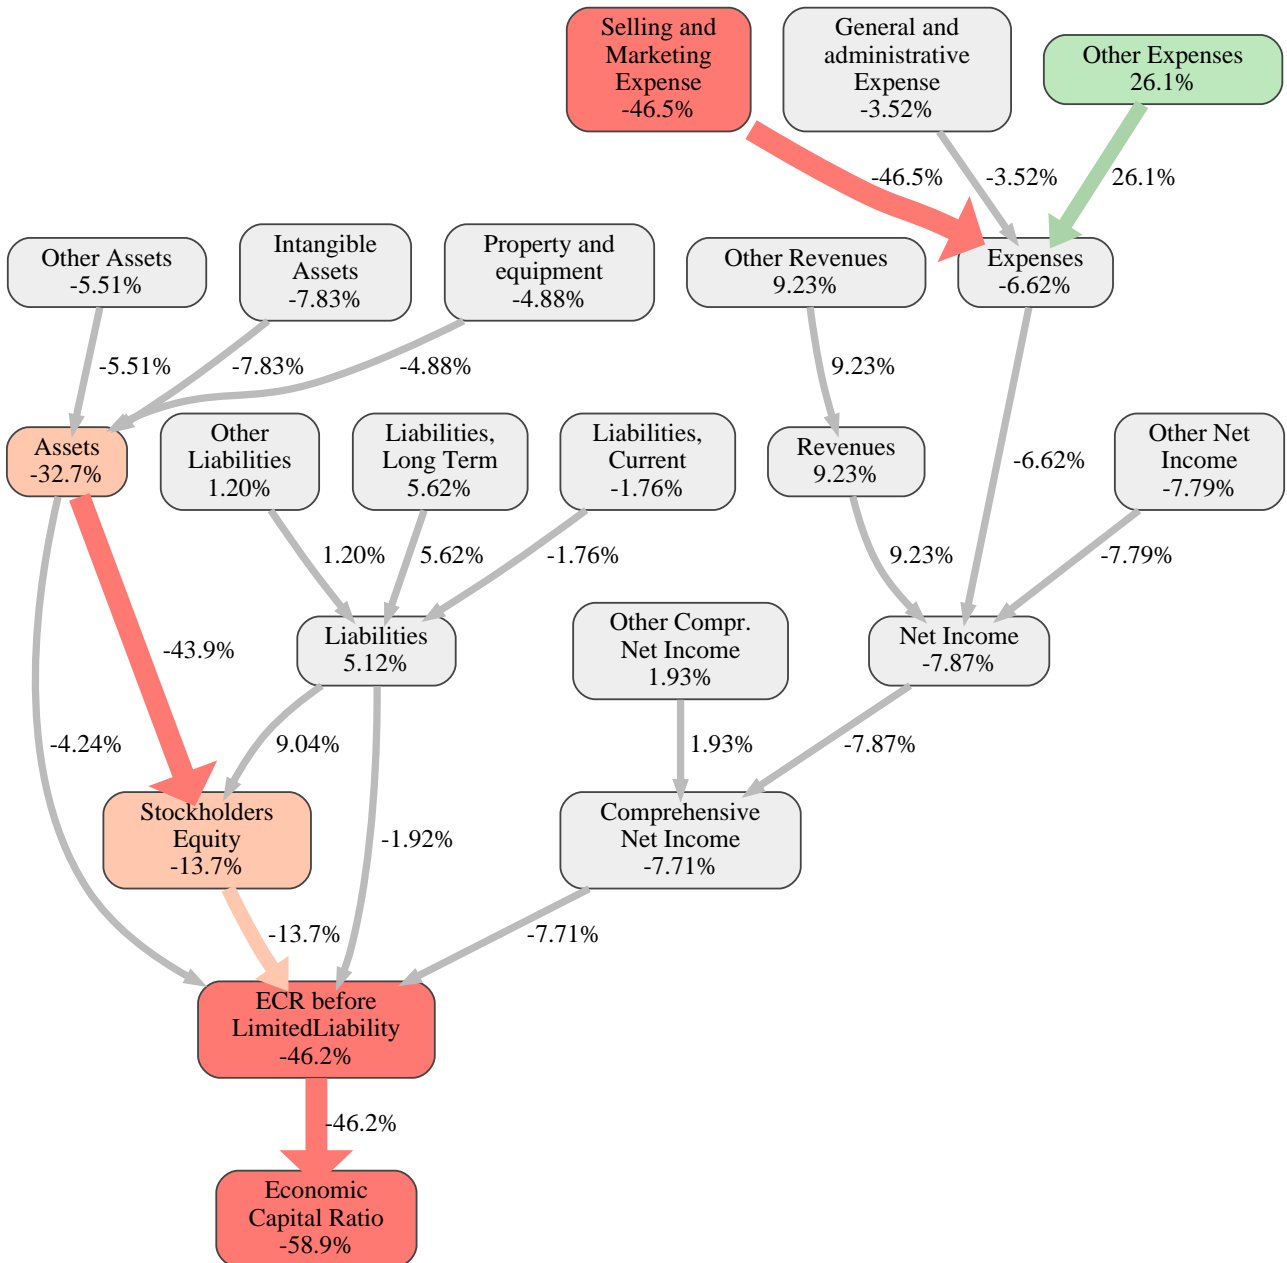 Selling and
Marketing
Expense
-46.5%
General and
administrative
Expense
-3.52%
Other Expenses
26.1%
-46.5%
-3.52%
26.1%
Other Assets
-5.51%
Intangible
Assets
-7.83%
Property and
equipment
-4.88%
Other Revenues
9.23%
Expenses
-6.62%
-5.51%
-7.83%
-4.88%
9.23%
Assets
-32.7%
Other
Liabilities
1.20%
Liabilities,
Long Term
5.62%
Liabilities,
Current
-1.76%
Revenues
9.23%
-6.62%
Other Net
Income
-7.79%
1.20%
5.62%
-1.76%
9.23%
-7.79%
-43.9%
Liabilities
5.12%
Other Compr.
Net Income
1.93%
Net Income
-7.87%
-4.24%
9.04%
1.93%
-7.87%
Stockholders
Equity
-13.7%
-1.92%
Comprehensive
Net Income
-7.71%
-13.7%
-7.71%
ECR before
LimitedLiability
-46.2%
-46.2%
Economic
Capital Ratio
-58.9%